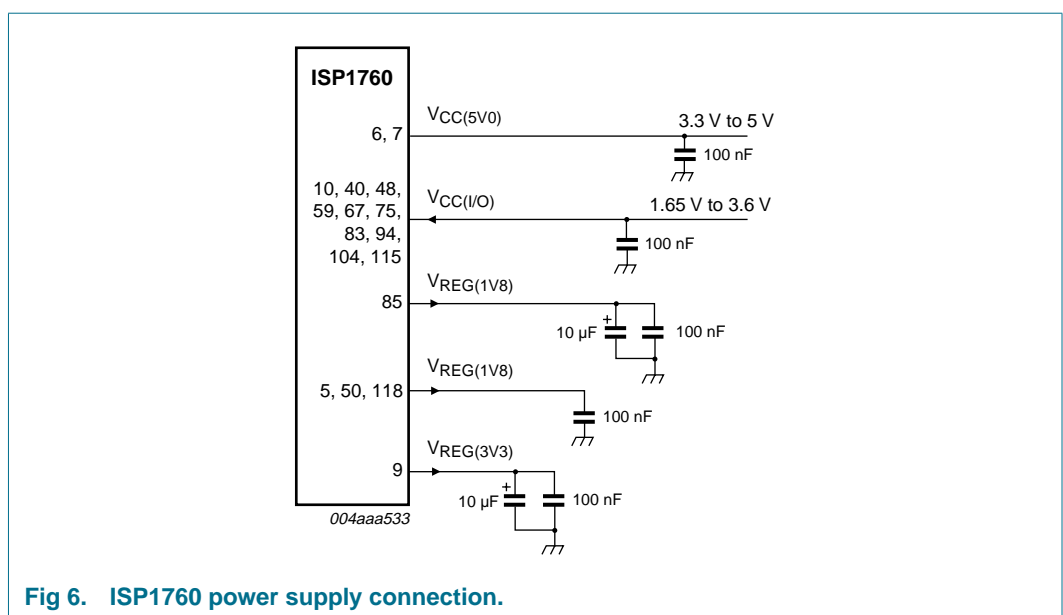 ISP1760
6, 7
VCC(5V0)
3.3 V to 5 V
100 nF
10, 40, 48,
59, 67, 75,
83, 94,
104, 115
VCC(I/O)
1.65 V to 3.6 V
100 nF
85
VREG(1V8)
+
10 µF
100 nF
5, 50, 118
VREG(1V8)
100 nF
9
VREG(3V3)
+
10 µF
100 nF
004aaa533
Fig 6. ISP1760 power supply connection.